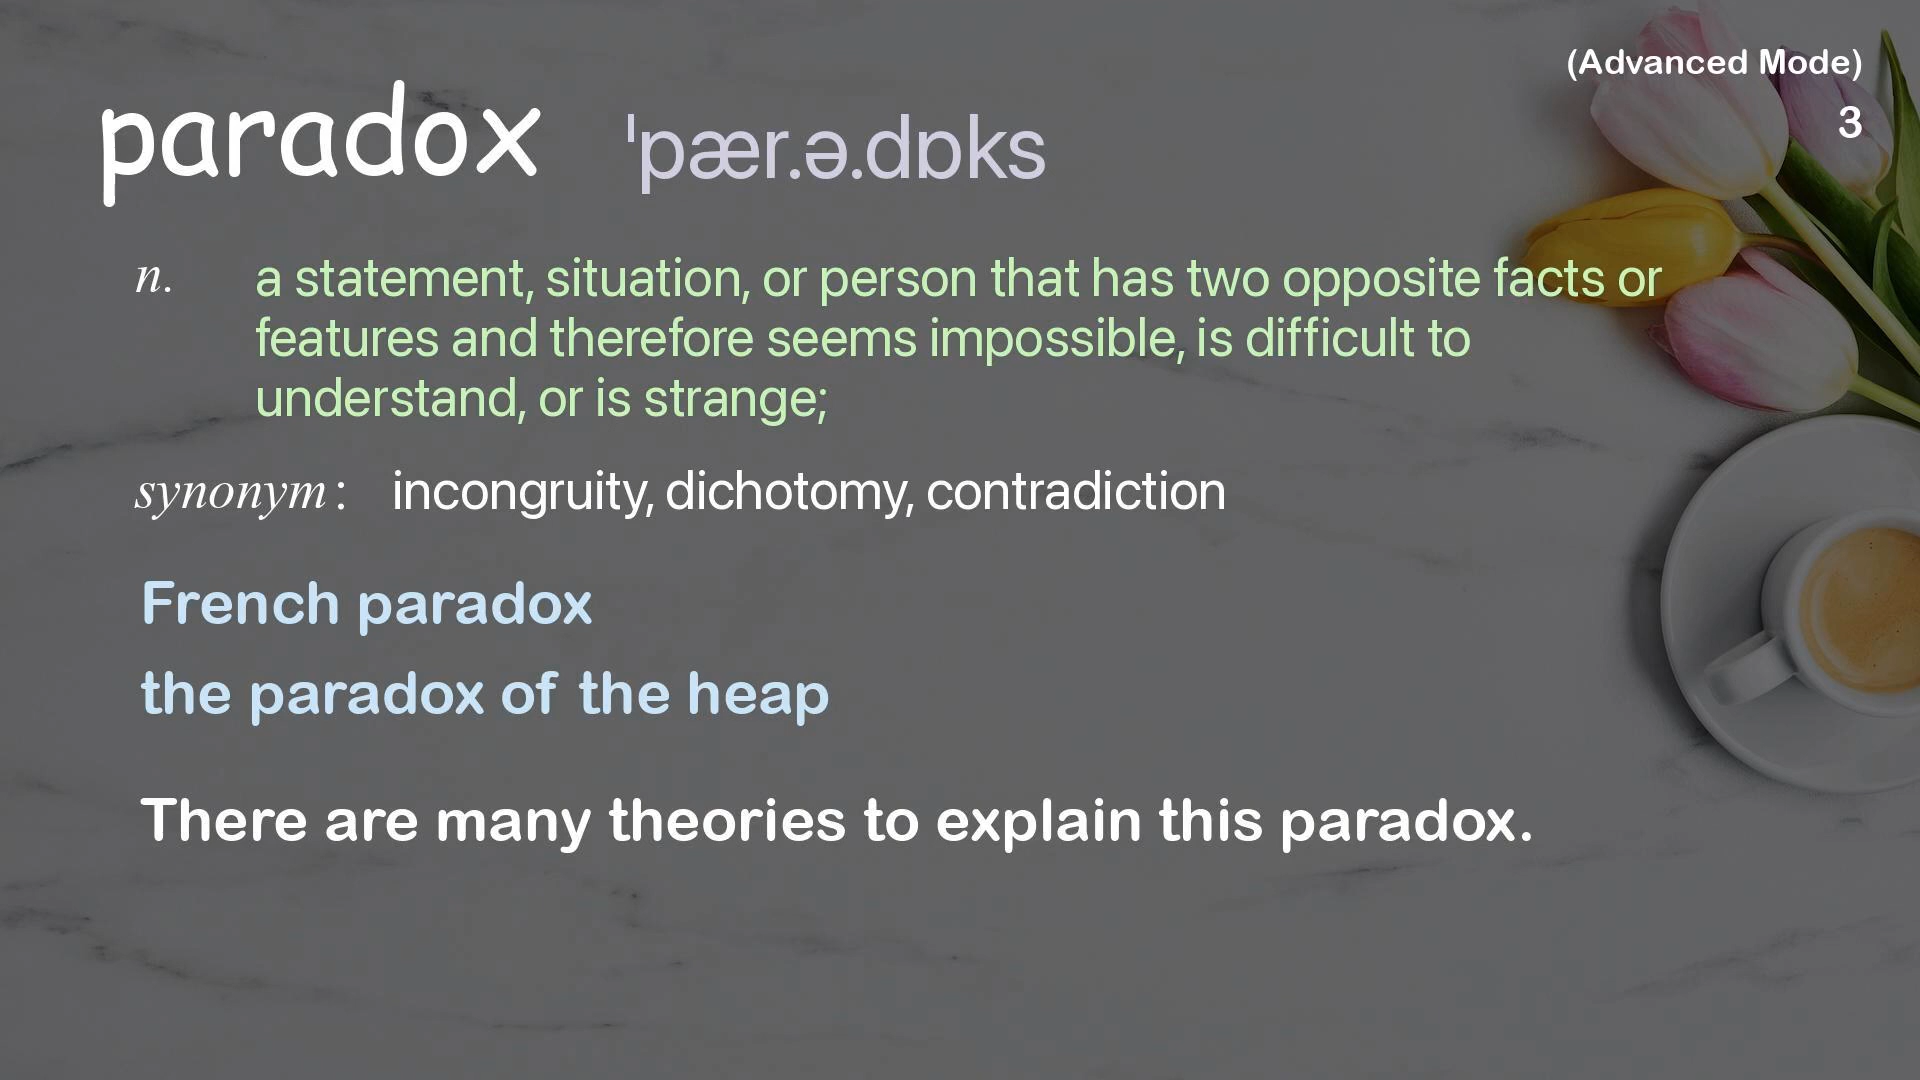 (Advanced Mode)
3
paradox ˈpær.ə.dɒks
n. a statement, situation, or person that has two opposite facts or
features and therefore seems impossible, is difficult to
understand, or is strange;
synonym: incongruity, dichotomy, contradiction
French paradox
the paradox of the heap
There are many theories to explain this paradox.